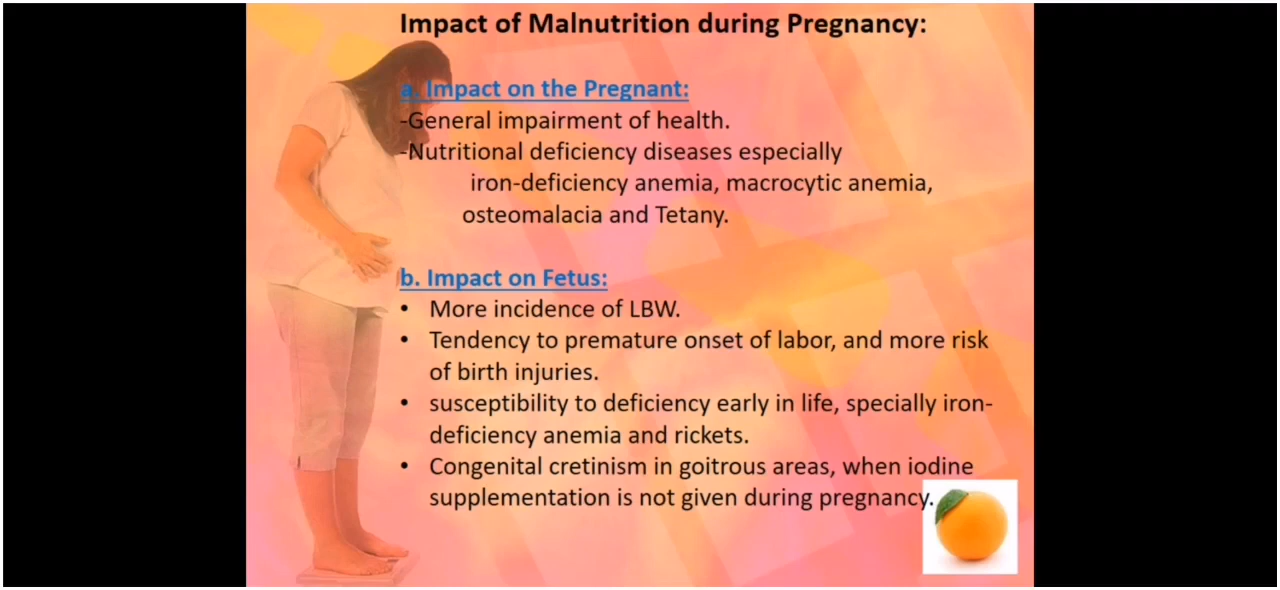 Impact of Malnutrition during Pregnancy:
a. Impact on the Pregnant:
-General impairment of health.
-Nutritional deficiency diseases especially
iron-deficiency anemia, macrocytic anemia,
osteomalacia and Tetany.
b. Impact on Fetus:
• More incidence of LBW.
• Tendency to premature onset of labor, and more risk
of birth injuries.
• susceptibility to deficiency early in life, specially iron-
deficiency anemia and rickets.
• Congenital cretinism in goitrous areas, when iodine
supplementation is not given during pregnancy.